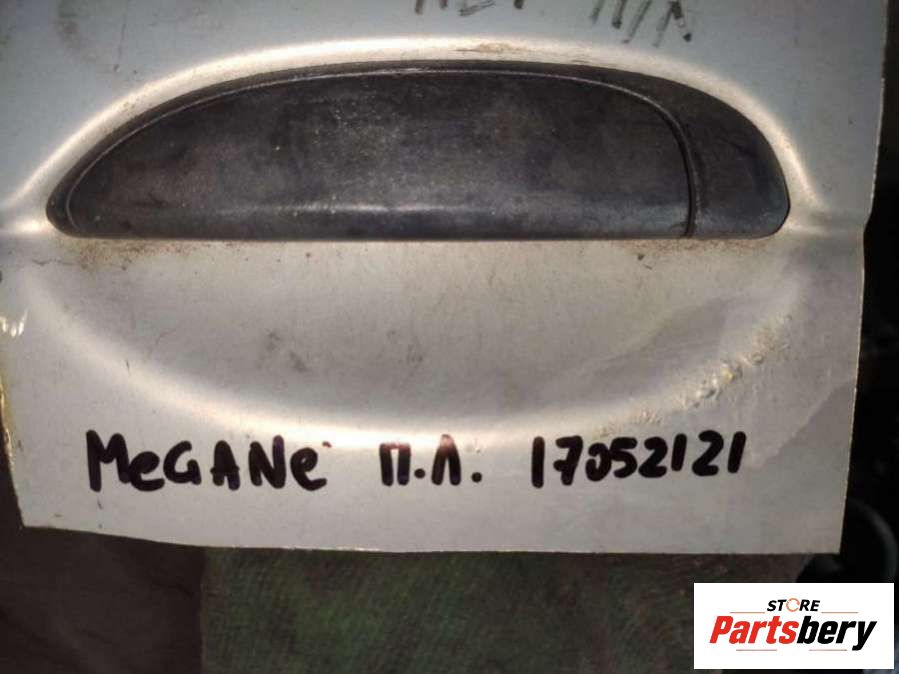 MeGANe П.Л. 17052121
STORE
Partsbery